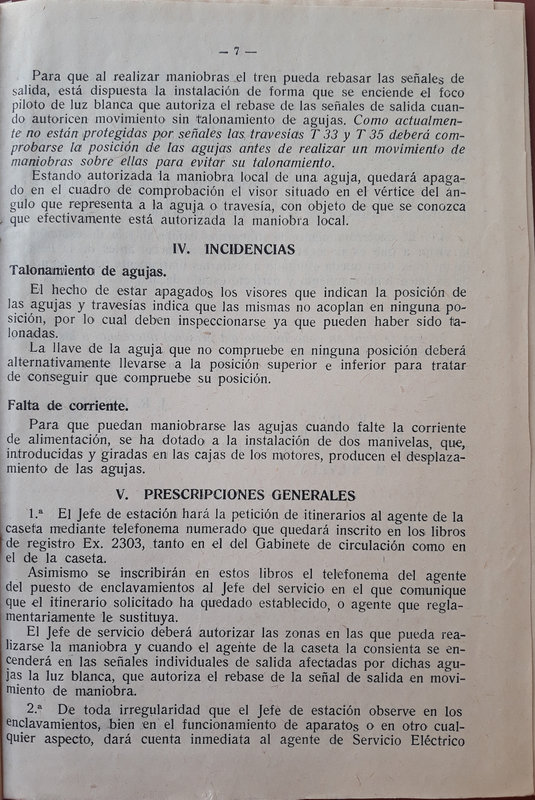 — 7 —
Para que al realizar maniobras el tren pueda rebasar las señales de
salida, está dispuesta la instalación de forma que se enciende el foco
piloto de luz blanca que autoriza el rebase de las señales de salida cuan-
do autoricen movimiento sin talonamiento de agujas. Como actualmen-
te no están protegidas por señales las travesías T 33 y T 35 deberá com-
probarse la posición de las agujas antes de realizar un movimiento de
maniobras sobre ellas para evitar su talonamiento.
Estando autorizada la maniobra local de una aguja, quedará apaga-
do en el cuadro de comprobación el visor situado en el vértice del án-
gulo que representa a la aguja o travesía, con objeto de que se conozca
que efectivamente está autorizada la maniobra local.
IV. INCIDENCIAS
Talonamiento de agujas.
El hecho de estar apagados los visores que indican la posición de
las agujas y travesías indica que las mismas no acoplan en ninguna po-
sición, por lo cual deben inspeccionarse ya que pueden haber sido ta-
lonadas.
La llave de la aguja que no compruebe en ninguna posición deberá
alternativamente llevarse a la posición superior e inferior para tratar
de conseguir que compruebe su posición.
Falta de corriente.
Para que puedan maniobrarse las agujas cuando falte la corriente
de alimentación, se ha dotado a la instalación de dos manivelas, que,
introducidas y giradas en las cajas de los motores, producen el desplaza-
miento de las agujas.
V. PRESCRIPCIONES GENERALES
1.ª El Jefe de estación hará la petición de itinerarios al agente de la
caseta mediante telefonema numerado que quedará inscrito en los libros
de registro Ex. 2303, tanto en el del Gabinete de circulación como en
el de la caseta.
Asimismo se inscribirán en estos libros el telefonema del agente
del puesto de enclavamientos al Jefe del servicio en el que comunique
que el itinerario solicitado ha quedado establecido, o agente que regla-
mentariamente le sustituya.
El Jefe de servicio deberá autorizar las zonas en las que pueda rea-
lizarse la maniobra y cuando el agente de la caseta la consienta se en-
cenderá en las señales individuales de salida afectadas por dichas agu-
jas la luz blanca, que autoriza el rebase de la señal de salida en movi-
miento de maniobra.
2.ª De toda irregularidad que el Jefe de estación observe en los
enclavamientos, bien en el funcionamiento de aparatos o en otro cual-
quier aspecto, dará cuenta inmediata al agente de Servicio Eléctrico